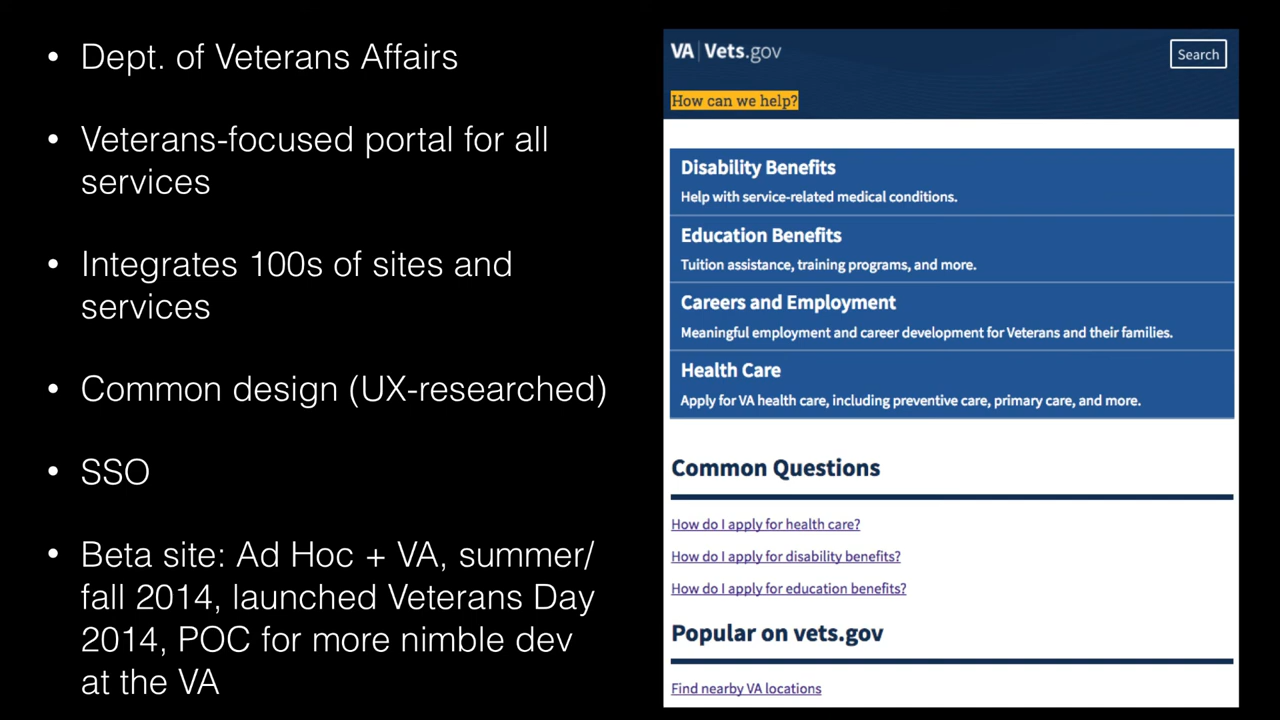 • Dept. of Veterans Affairs
• Veterans-focused portal for all
services
• Integrates 100s of sites and
services
• Common design (UX-researched)
• SSO
• Beta site: Ad Hoc + VA, summer/
fall 2014, launched Veterans Day
2014, POC for more nimble dev
at the VA
VA | Vets.gov
Search
How can we help?
Disability Benefits
Help with service-related medical conditions.
Education Benefits
Tuition assistance, training programs, and more.
Careers and Employment
Meaningful employment and career development for Veterans and their families.
Health Care
Apply for VA health care, including preventive care, primary care, and more.
Common Questions
How do I apply for health care?
How do I apply for disability benefits?
How do I apply for education benefits?
Popular on vets.gov
Find nearby VA locations